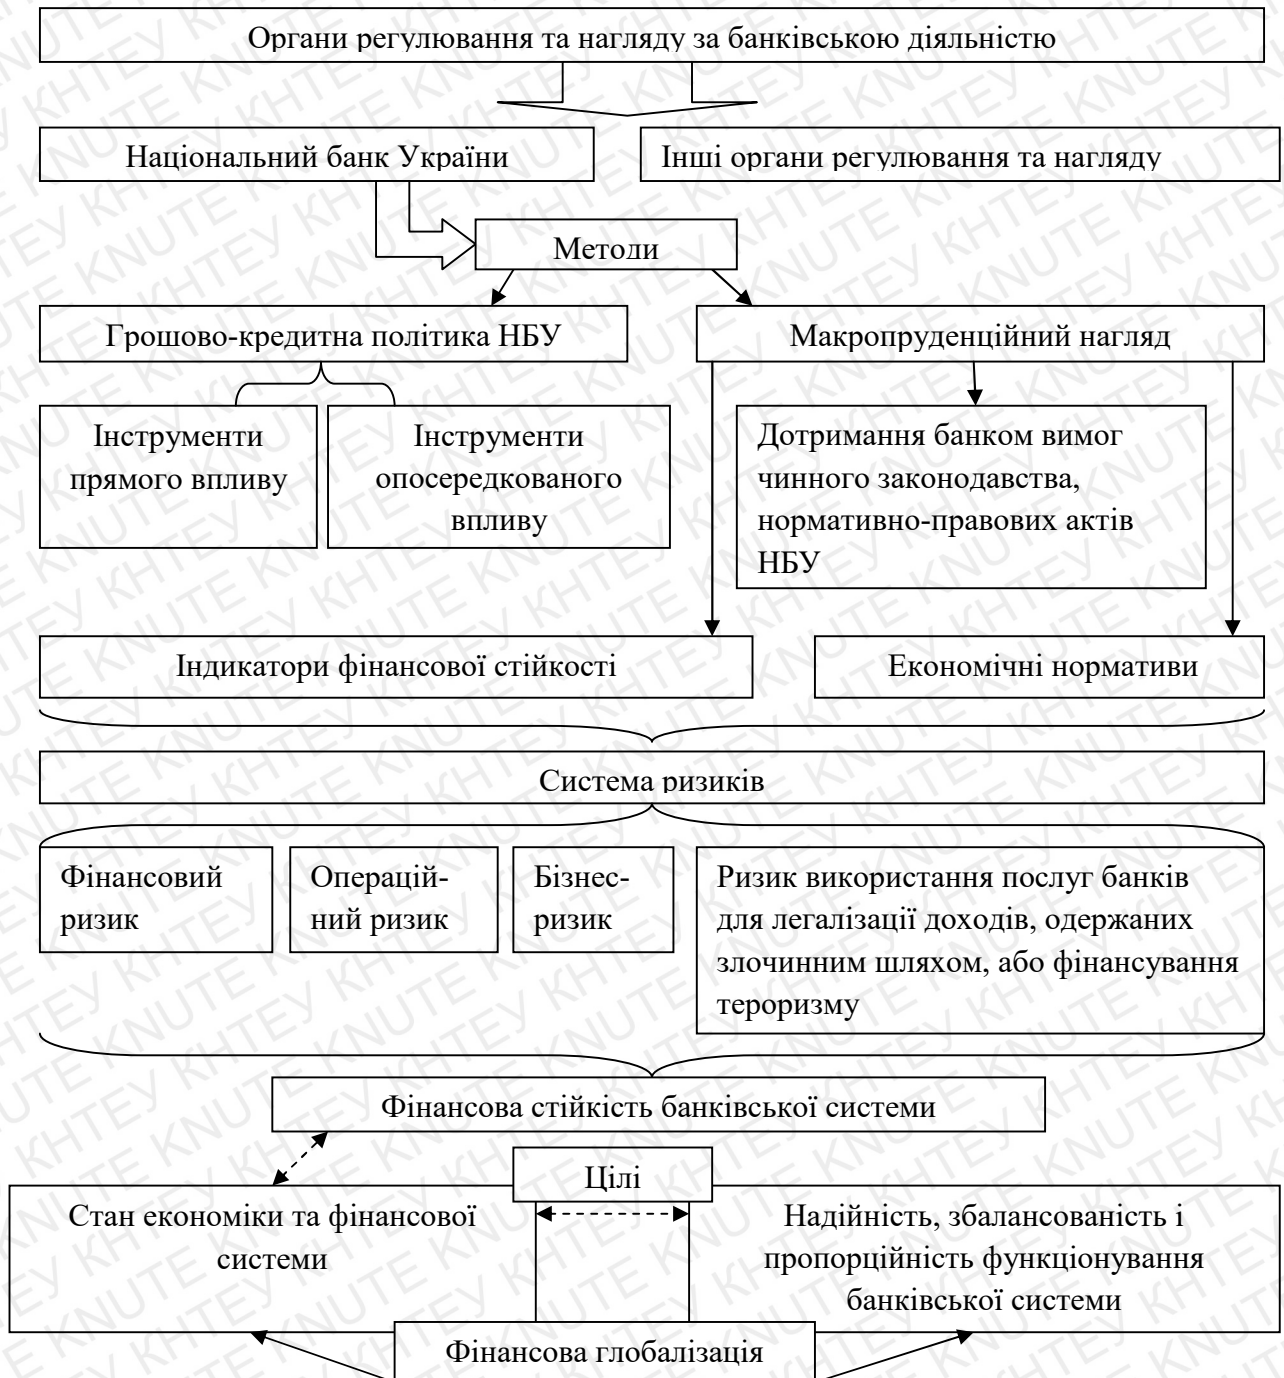 Органи регулювання та нагляду за банківською діяльністю
Національний банк України
Інші органи регулювання та нагляду
Методи
Грошово-кредитна політика НБУ
Макропруденційний нагляд
Інструменти
прямого впливу
Інструменти
опосередкованого
впливу
Дотримання банком вимог
чинного законодавства,
нормативно-правових актів
НБУ
Індикатори фінансової стійкості
Економічні нормативи
Система ризиків
Фінансовий
ризик
Операцій-
ний ризик
Бізнес-
ризик
Ризик використання послуг банків
для легалізації доходів, одержаних
злочинним шляхом, або фінансування
тероризму
Фінансова стійкість банківської системи
Цілі
Стан економіки та фінансової
системи
Надійність, збалансованість і
пропорційність функціонування
банківської системи
Фінансова глобалізація